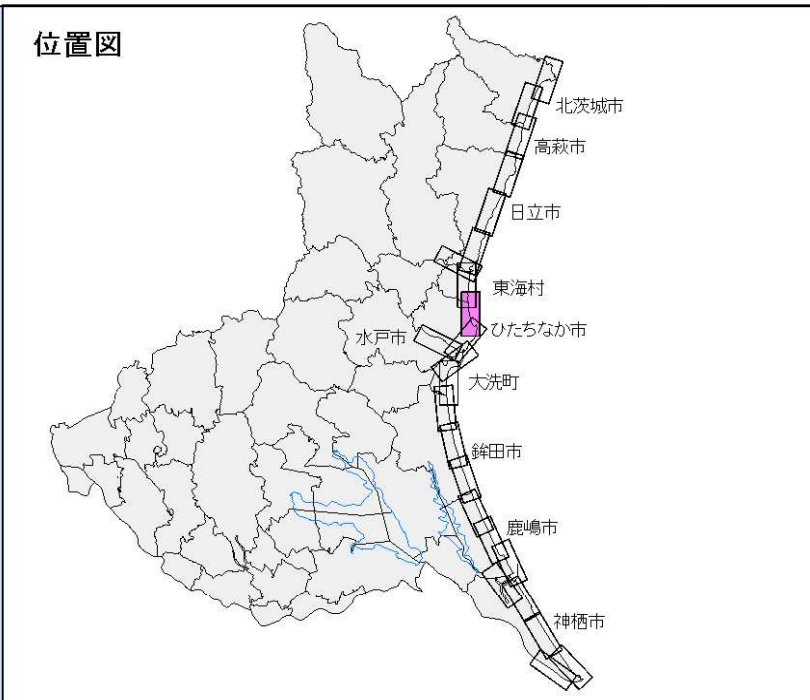 位置図
北茨城市
高萩市
日立市
東海村
ひたちなか市
水戸市
大洗町
鉾田市
鹿嶋市
神栖市